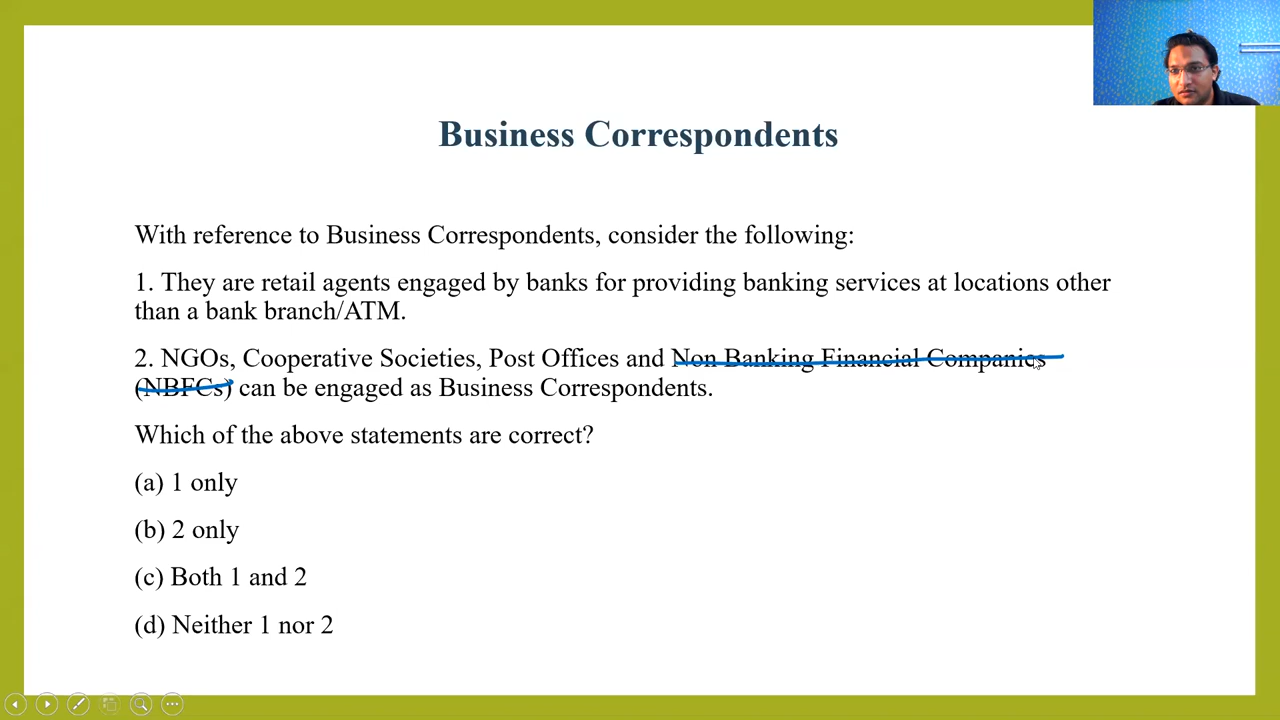 Business Correspondents
With reference to Business Correspondents, consider the following:
1. They are retail agents engaged by banks for providing banking services at locations other
than a bank branch/ATM.
2. NGOs, Cooperative Societies, Post Offices and Non Banking Financial Companies
(NBFCs) can be engaged as Business Correspondents.
Which of the above statements are correct?
(a) 1 only
(b) 2 only
(c) Both 1 and 2
(d) Neither 1 nor 2